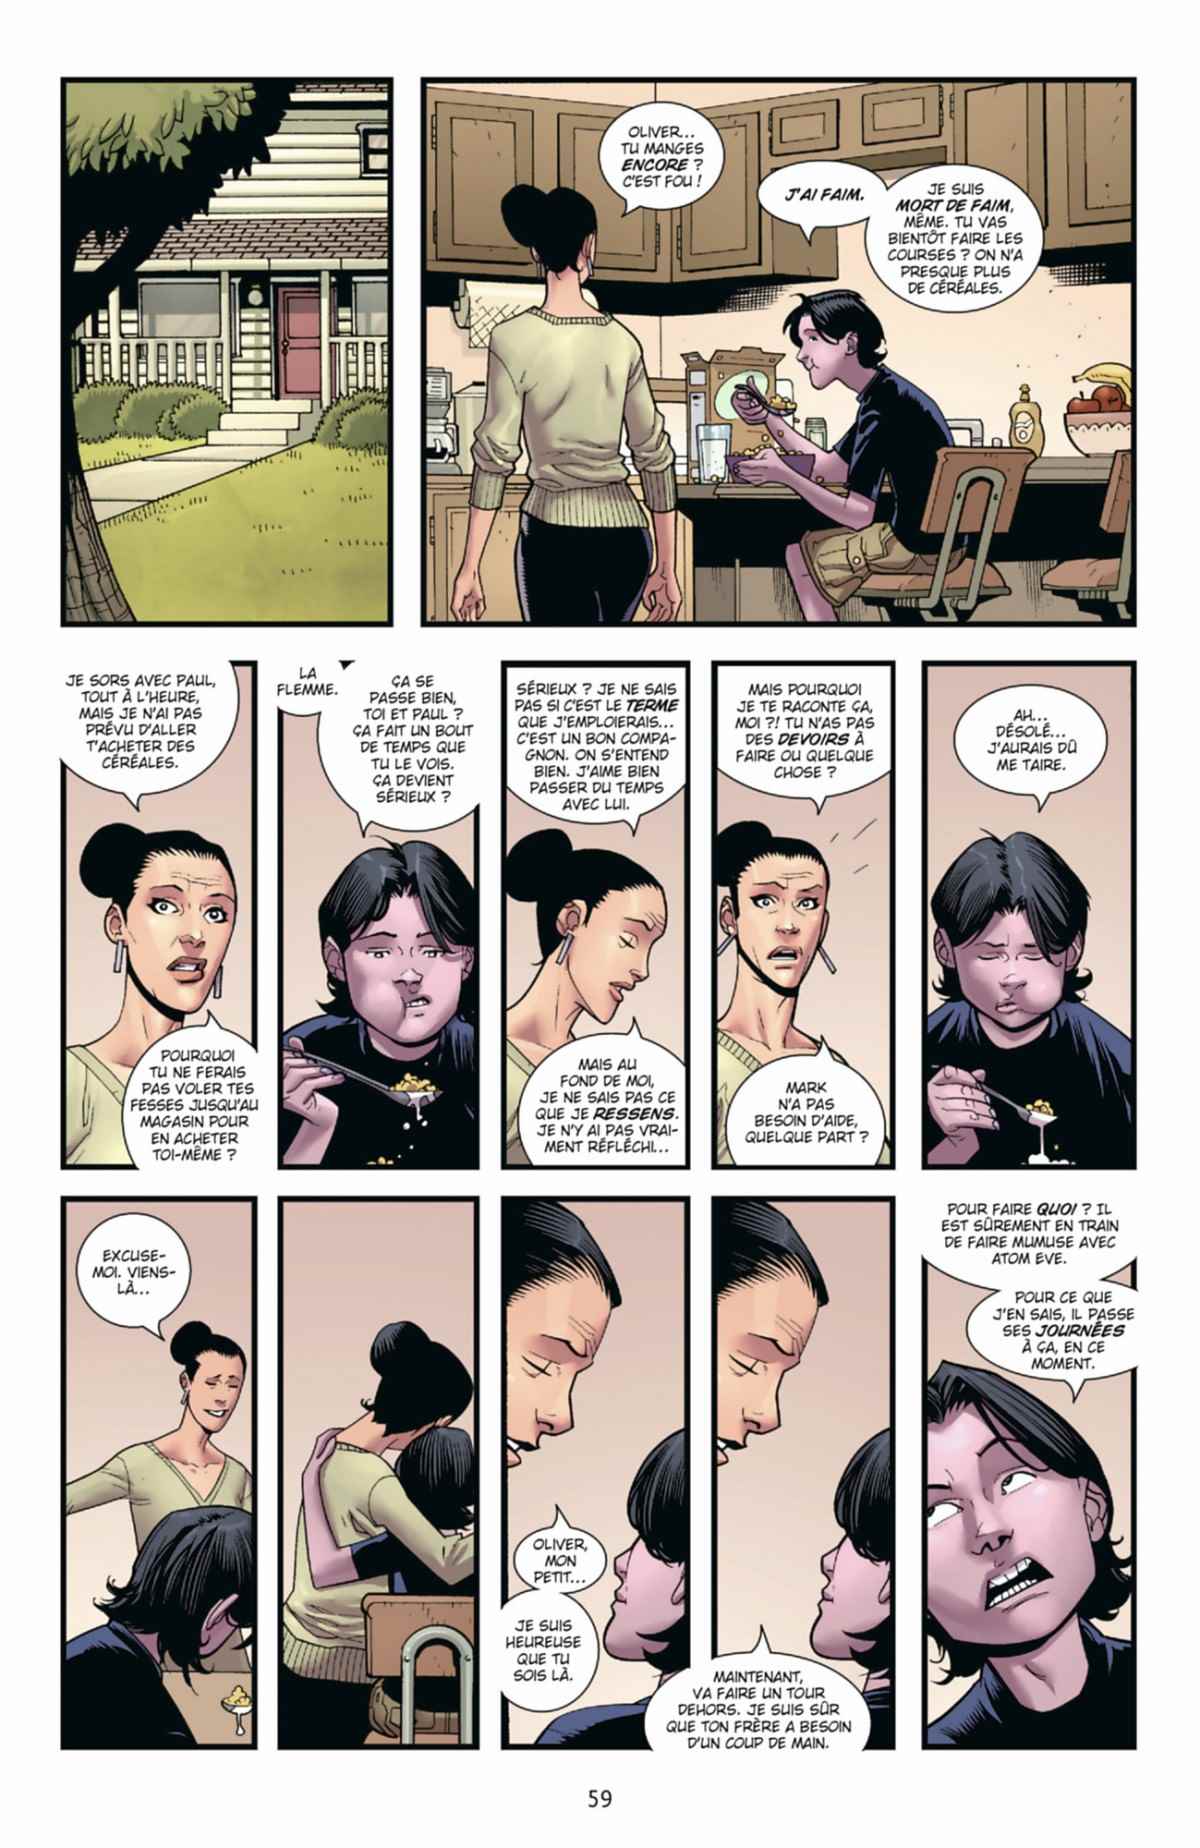 OLIVER...
TU MANGES
ENCORE ?
C'EST FOU !
J'AI FAIM.
JE SUIS
MORT DE FAIM,
MÊME. TU VAS
BIENTÔT FAIRE LES
COURSES ? ON N'A
PRESQUE PLUS
DE CÉRÉALES.
JE SORS AVEC PAUL,
TOUT À L'HEURE,
MAIS JE N'AI PAS
PRÉVU D'ALLER
T'ACHETER DES
CÉRÉALES.
POURQUOI
TU NE FERAIS
PAS VOLER TES
FESSES JUSQU'AU
MAGASIN POUR
EN ACHETER
TOI-MÊME ?
LA
FLEMME.
ÇA SE
PASSE BIEN,
TOI ET PAUL ?
ÇA FAIT UN BOUT
DE TEMPS QUE
TU LE VOIS.
ÇA DEVIENT
SÉRIEUX ?
SÉRIEUX ? JE NE SAIS
PAS SI C'EST LE TERME
QUE J'EMPLOIERAIS...
C'EST UN BON COMPA-
GNON. ON S'ENTEND
BIEN. J'AIME BIEN
PASSER DU TEMPS
AVEC LUI.
MAIS AU
FOND DE MOI,
JE NE SAIS PAS CE
QUE JE RESSENS.
JE N'Y AI PAS VRAI-
MENT RÉFLÉCHI...
MAIS POURQUOI
JE TE RACONTE ÇA,
MOI ?! TU N'AS PAS
DES DEVOIRS À
FAIRE OU QUELQUE
CHOSE ?
MARK
N'A PAS
BESOIN D'AIDE,
QUELQUE PART ?
AH...
DÉSOLÉ...
J'AURAIS DÛ
ME TAIRE.
EXCUSE-
MOI. VIENS-
LÀ...
OLIVER,
MON
PETIT...
JE SUIS
HEUREUSE
QUE TU
SOIS LÀ.
MAINTENANT,
VA FAIRE UN TOUR
DEHORS. JE SUIS SÛR
QUE TON FRÈRE A BESOIN
D'UN COUP DE MAIN.
POUR FAIRE QUOI ? IL
EST SÛREMENT EN TRAIN
DE FAIRE MUMUSE AVEC
ATOM EVE.
POUR CE QUE
J'EN SAIS, IL PASSE
SES JOURNÉES
À ÇA, EN CE
MOMENT.
59